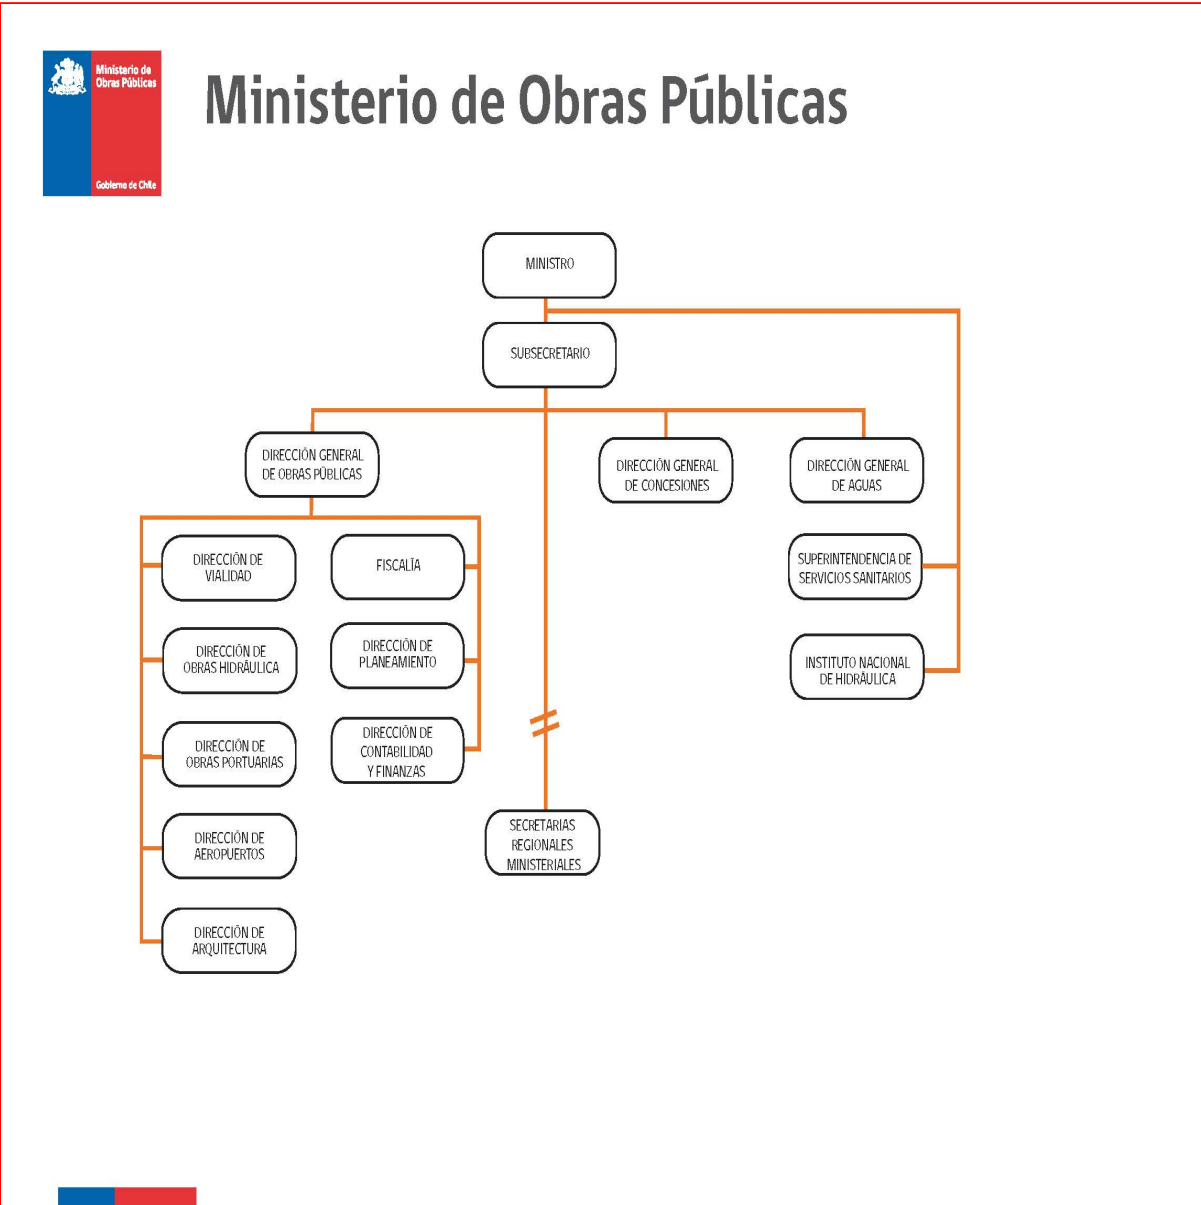 Ministerio de
Obras Públicas
Gobierno de Chile
Ministerio de Obras Públicas
MINISTRO
SUBSECRETARIO
DIRECCIÓN GENERAL
DE OBRAS PÚBLICAS
DIRECCIÓN GENERAL
DE CONCESIONES
DIRECCIÓN GENERAL
DE AGUAS
DIRECCIÓN DE
VIALIDAD
FISCALÍA
SUPERINTENDENCIA DE
SERVICIOS SANITARIOS
DIRECCIÓN DE
OBRAS HIDRÁULICA
DIRECCIÓN DE
PLANEAMIENTO
INSTITUTO NACIONAL
DE HIDRÁULICA
DIRECCIÓN DE
OBRAS PORTUARIAS
DIRECCIÓN DE
CONTABILIDAD
Y FINANZAS
DIRECCIÓN DE
AEROPUERTOS
SECRETARIAS
REGIONALES
MINISTERIALES
DIRECCIÓN DE
ARQUITECTURA